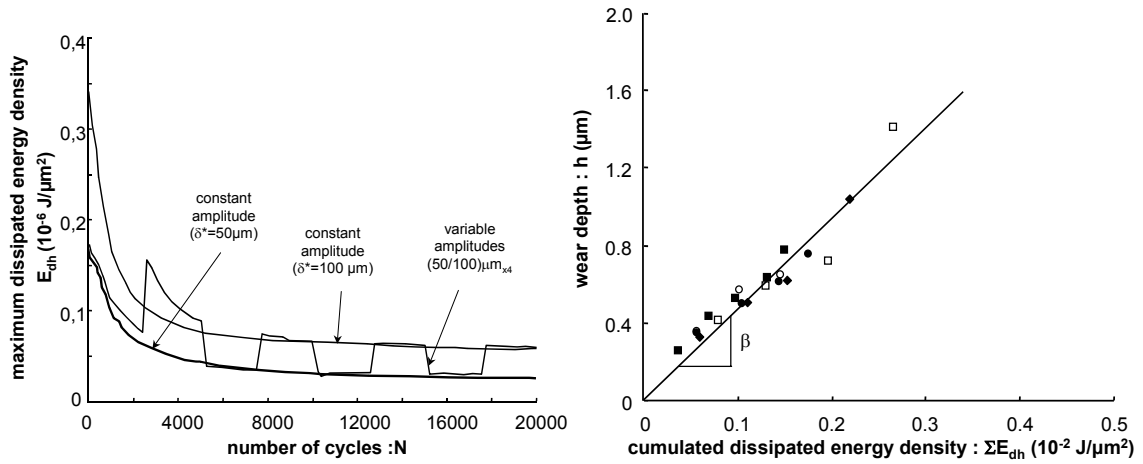 0,4
0,3
0,2
0,1
0
maximum dissipated energy density
E_dh (10⁻⁶ J/µm²)
constant
amplitude
(δ*=50µm)
constant
amplitude
(δ*=100 µm)
variable
amplitudes
(50/100)µm_x4
0 4000 8000 12000 16000 20000
number of cycles :N
2.0
1.6
1.2
0.8
0.4
0
wear depth : h (µm)
β
0 0.1 0.2 0.3 0.4 0.5
cumulated dissipated energy density : ΣE_dh (10⁻² J/µm²)